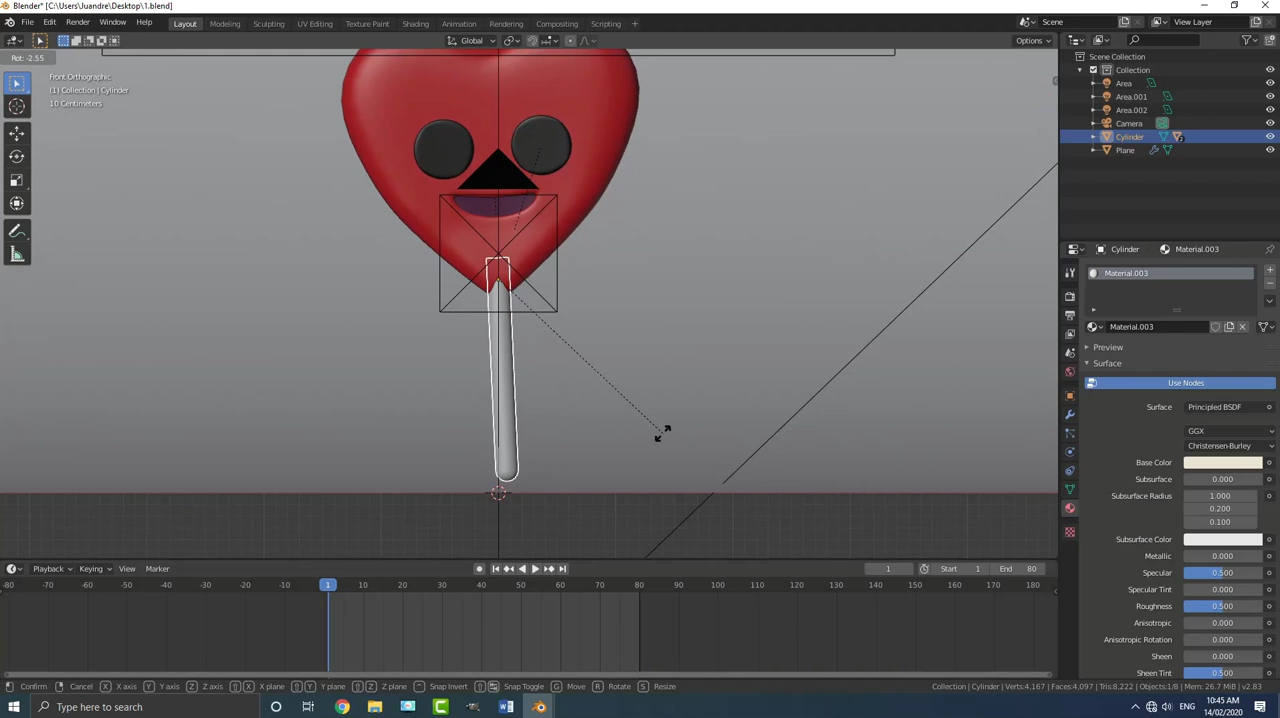 Blender* [C:\Users\Juandre\Desktop\1.blend]
File Edit Render Window Help Layout Modeling Sculpting UV Editing Texture Paint Shading Animation Rendering Compositing Scripting + Scene View Layer
Global Options
Rot: -2.55
Front Orthographic
(1) Collection | Cylinder
10 Centimeters
Scene Collection
Collection
Area
Area.001
Area.002
Camera
Cylinder
Plane
Cylinder Material.003
Material.003
Material.003
Preview
Surface
Use Nodes
Surface Principled BSDF
GGX
Christensen-Burley
Base Color
Subsurface 0.000
Subsurface Radius 1.000
0.200
0.100
Subsurface Color
Metallic 0.000
Specular 0.500
Specular Tint 0.000
Roughness 0.500
Anisotropic 0.000
Anisotropic Rotation 0.000
Sheen 0.000
Sheen Tint 0.500
Playback Keying View Marker 1 Start 1 End 80
-80 -70 -60 -50 -40 -30 -20 -10 1 10 20 30 40 50 60 70 80 90 100 110 120 130 140 150 160 170 180
Confirm Cancel X X axis Y Y axis Z Z axis X X plane Y Y plane Z Z plane Snap Invert Snap Toggle G Move R Rotate S Resize Collection | Cylinder | Verts:4,167 | Faces:4,097 | Tris:8,222 | Objects:1/8 | Mem: 26.7 MiB | v2.83
Type here to search
10:45 AM
14/02/2020